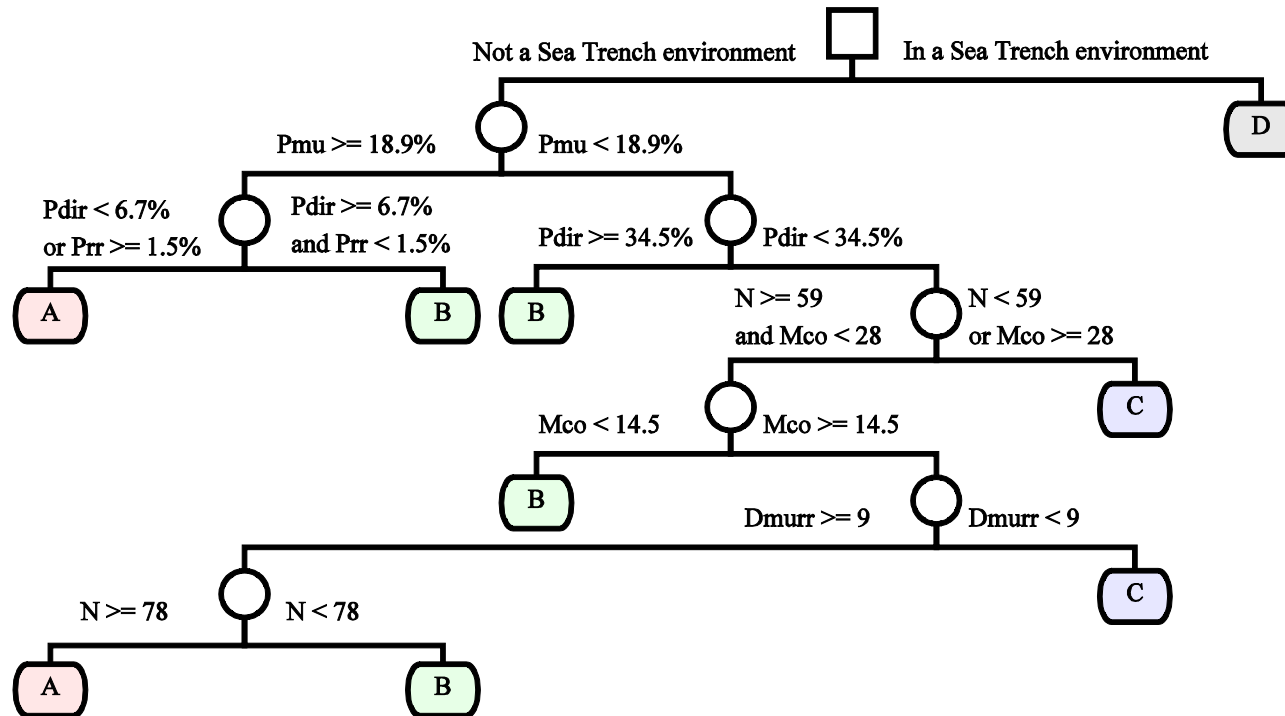 Not a Sea Trench environment
In a Sea Trench environment
D
Pmu >= 18.9%
Pmu < 18.9%
Pdir < 6.7%
or Prr >= 1.5%
Pdir >= 6.7%
and Prr < 1.5%
Pdir >= 34.5%
Pdir < 34.5%
A
B
B
N >= 59
and Mco < 28
N < 59
or Mco >= 28
C
Mco < 14.5
Mco >= 14.5
B
Dmurr >= 9
Dmurr < 9
C
N >= 78
N < 78
A
B